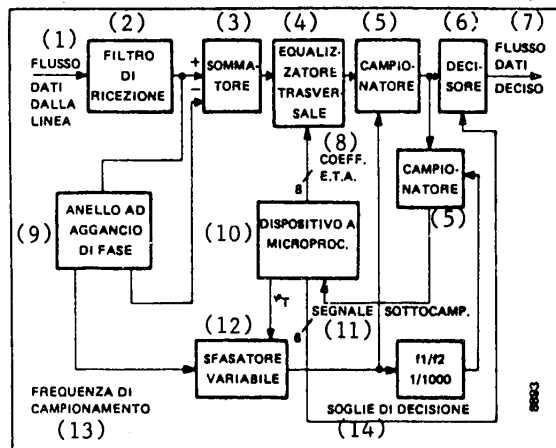 (1)
FLUSSO
DATI
DALLA
LINEA
(2)
FILTRO
DI
RICEZIONE
+
−
(3)
SOMMA-
TORE
(4)
EQUALIZ-
ZATORE
TRASVER-
SALE
(5)
CAMPIO-
NATORE
(6)
DECI-
SORE
(7)
FLUSSO
DATI
DECISO
(8)
COEFF.
E.T.A.
8
CAMPIO-
NATORE
(5)
(9)
ANELLO AD
AGGANCIO
DI FASE
(10)
DISPOSITIVO A
MICROPROC.
φT
6
SEGNALE SOTTOCAMP.
(11)
(12)
SFASATORE
VARIABILE
f1/f2
1/1000
FREQUENZA DI
CAMPIONAMENTO
(13)
SOGLIE DI DECISIONE
(14)
8893